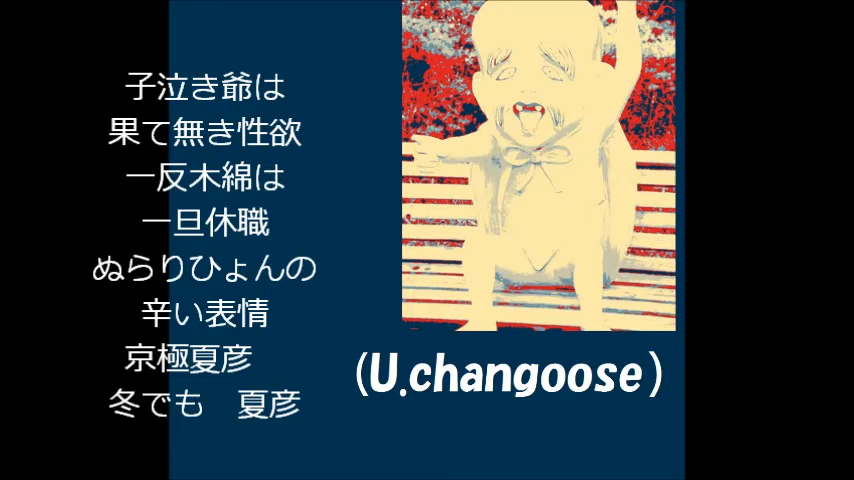 子泣き爺は
果て無き性欲
一反木綿は
一旦休職
ぬらりひょんの
辛い表情
京極夏彦
冬でも　夏彦
(U.changoose)